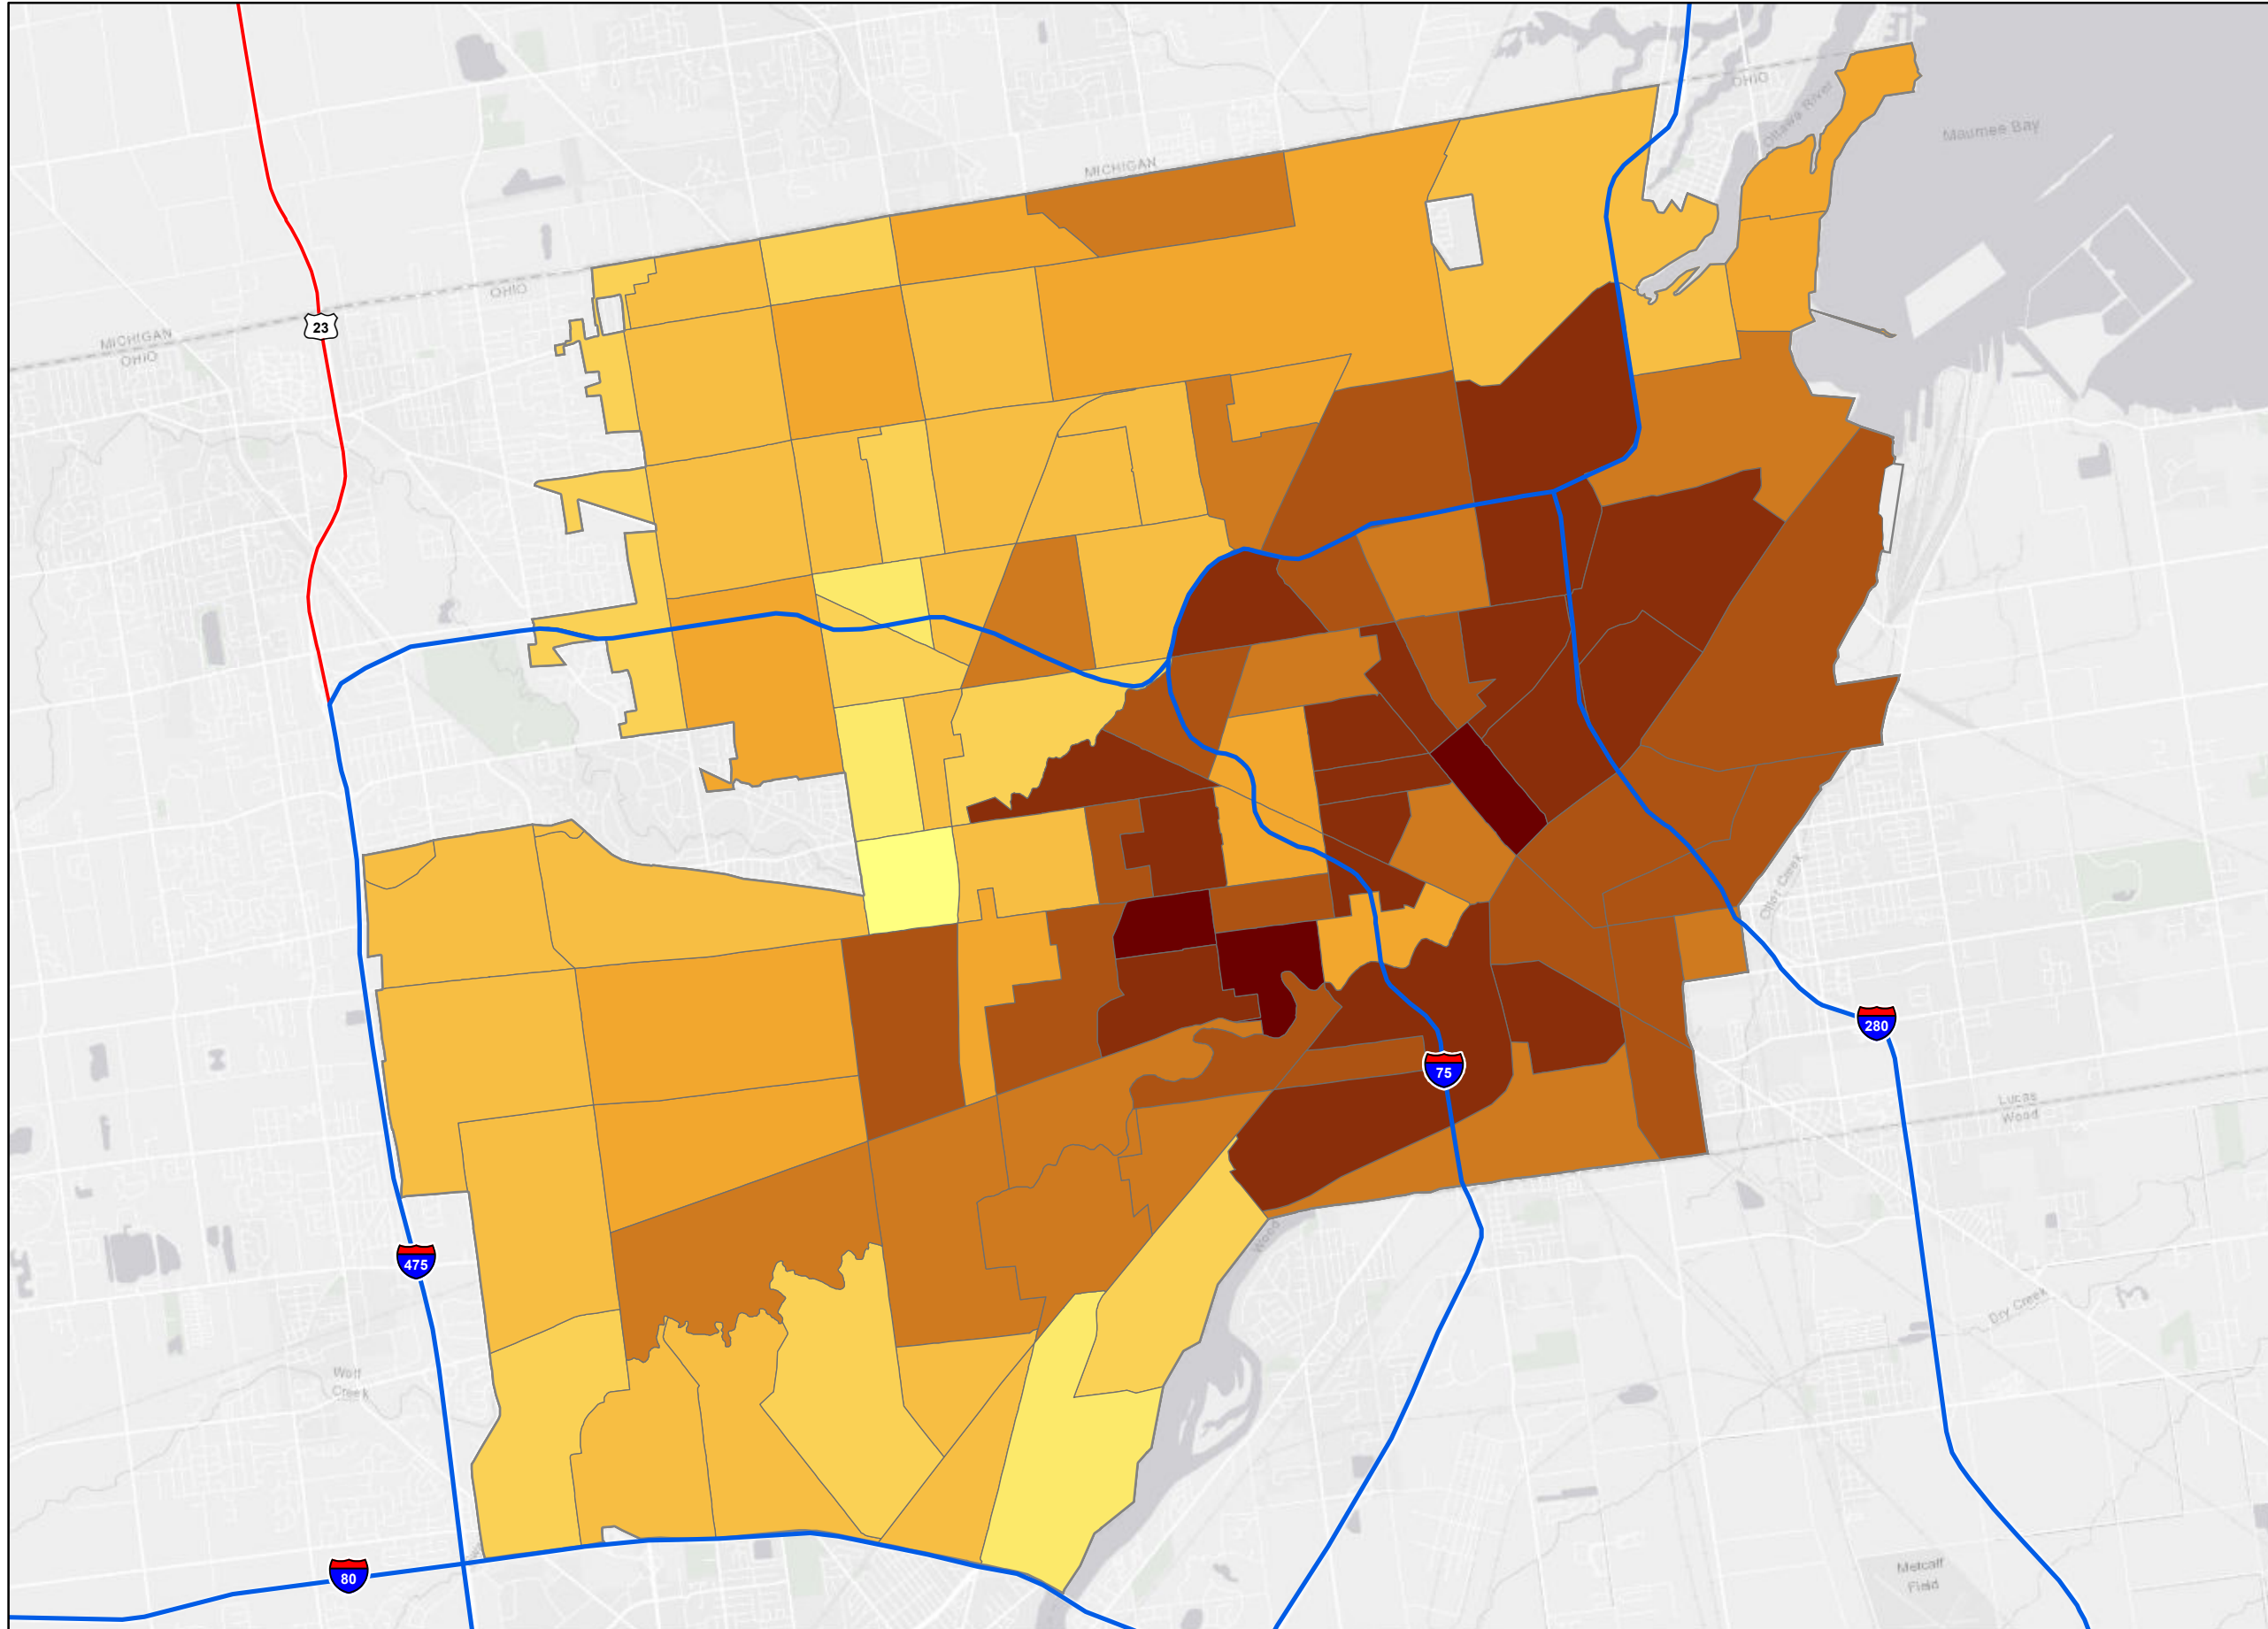 OHIO
Ottawa River
Maumee Bay
MICHIGAN
OHIO
23
MICHIGAN
OHIO
Otter Creek
280
75
Lucas
Wood
Wood
475
Dry Creek
Wolf
Creek
80
Metcalf
Field